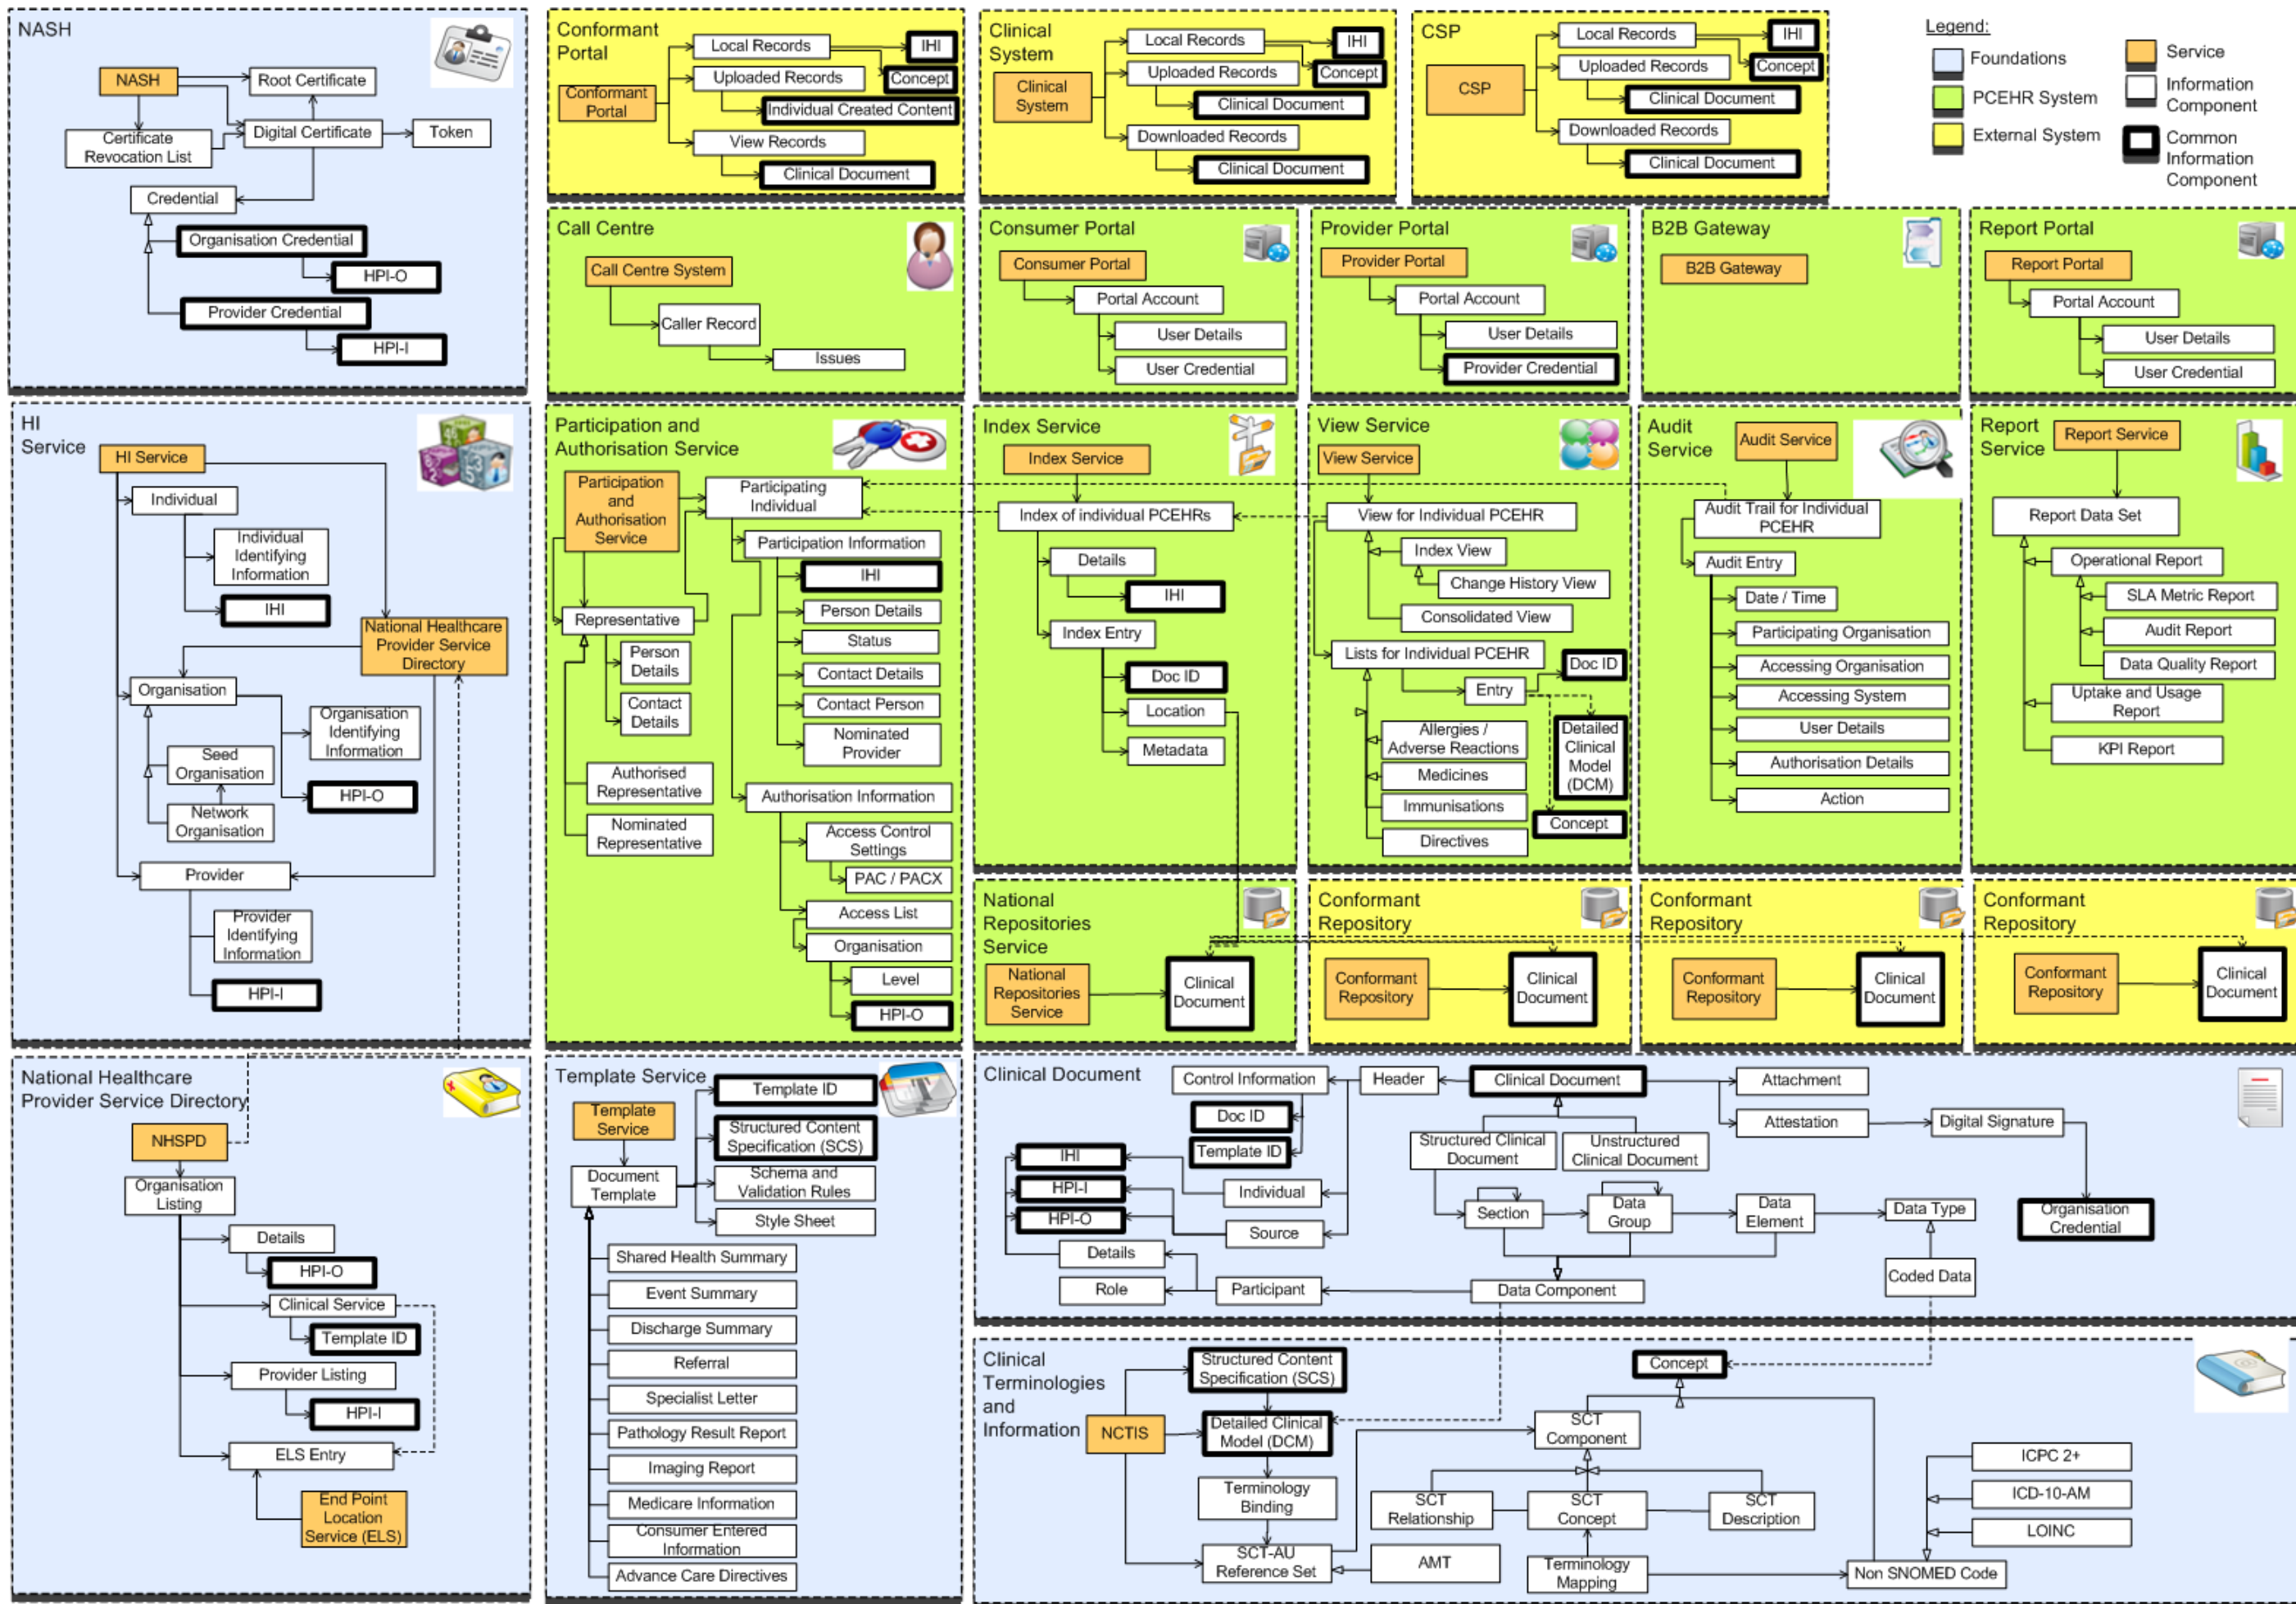 NASH
NASH
Root Certificate
Certificate
Revocation List
Digital Certificate
Token
Credential
Organisation Credential
HPI-O
Provider Credential
HPI-I
Conformant
Portal
Conformant
Portal
Local Records
IHI
Concept
Uploaded Records
Individual Created Content
View Records
Clinical Document
Clinical
System
Clinical
System
Local Records
IHI
Concept
Uploaded Records
Clinical Document
Downloaded Records
Clinical Document
CSP
CSP
Local Records
IHI
Concept
Uploaded Records
Clinical Document
Downloaded Records
Clinical Document
Legend:
Foundations
PCEHR System
External System
Service
Information
Component
Common
Information
Component
Call Centre
Call Centre System
Caller Record
Issues
Consumer Portal
Consumer Portal
Portal Account
User Details
User Credential
Provider Portal
Provider Portal
Portal Account
User Details
Provider Credential
B2B Gateway
B2B Gateway
Report Portal
Report Portal
Portal Account
User Details
User Credential
HI
Service
HI Service
Individual
Individual
Identifying
Information
IHI
National Healthcare
Provider Service
Directory
Organisation
Organisation
Identifying
Information
Seed
Organisation
HPI-O
Network
Organisation
Provider
Provider
Identifying
Information
HPI-I
Participation and
Authorisation Service
Participation
and
Authorisation
Service
Participating
Individual
Participation Information
IHI
Representative
Person Details
Status
Person
Details
Contact Details
Contact
Details
Contact Person
Nominated
Provider
Authorised
Representative
Authorisation Information
Nominated
Representative
Access Control
Settings
PAC / PACX
Access List
Organisation
Level
HPI-O
Index Service
Index Service
Index of individual PCEHRs
Details
IHI
Index Entry
Doc ID
Location
Metadata
View Service
View Service
View for Individual PCEHR
Index View
Change History View
Consolidated View
Lists for Individual PCEHR
Doc ID
Entry
Allergies /
Adverse Reactions
Medicines
Immunisations
Directives
Detailed
Clinical
Model
(DCM)
Concept
Audit
Service
Audit Service
Audit Trail for Individual
PCEHR
Audit Entry
Date / Time
Participating Organisation
Accessing Organisation
Accessing System
User Details
Authorisation Details
Action
Report
Service
Report Service
Report Data Set
Operational Report
SLA Metric Report
Audit Report
Data Quality Report
Uptake and Usage
Report
KPI Report
National
Repositories
Service
National
Repositories
Service
Clinical
Document
Conformant
Repository
Conformant
Repository
Clinical
Document
Conformant
Repository
Conformant
Repository
Clinical
Document
Conformant
Repository
Conformant
Repository
Clinical
Document
National Healthcare
Provider Service Directory
NHSPD
Organisation
Listing
Details
HPI-O
Clinical Service
Template ID
Provider Listing
HPI-I
ELS Entry
End Point
Location
Service (ELS)
Template Service
Template
Service
Template ID
Structured Content
Specification (SCS)
Document
Template
Schema and
Validation Rules
Style Sheet
Shared Health Summary
Event Summary
Discharge Summary
Referral
Specialist Letter
Pathology Result Report
Imaging Report
Medicare Information
Consumer Entered
Information
Advance Care Directives
Clinical Document
Control Information
Header
Clinical Document
Attachment
Doc ID
Template ID
Attestation
Digital Signature
Structured Clinical
Document
Unstructured
Clinical Document
IHI
HPI-I
HPI-O
Individual
Source
Section
Data
Group
Data
Element
Data Type
Organisation
Credential
Details
Role
Participant
Data Component
Coded Data
Clinical
Terminologies
and
Information
NCTIS
Structured Content
Specification (SCS)
Detailed Clinical
Model (DCM)
Terminology
Binding
SCT-AU
Reference Set
AMT
Concept
SCT
Component
SCT
Relationship
SCT
Concept
SCT
Description
Terminology
Mapping
Non SNOMED Code
ICPC 2+
ICD-10-AM
LOINC